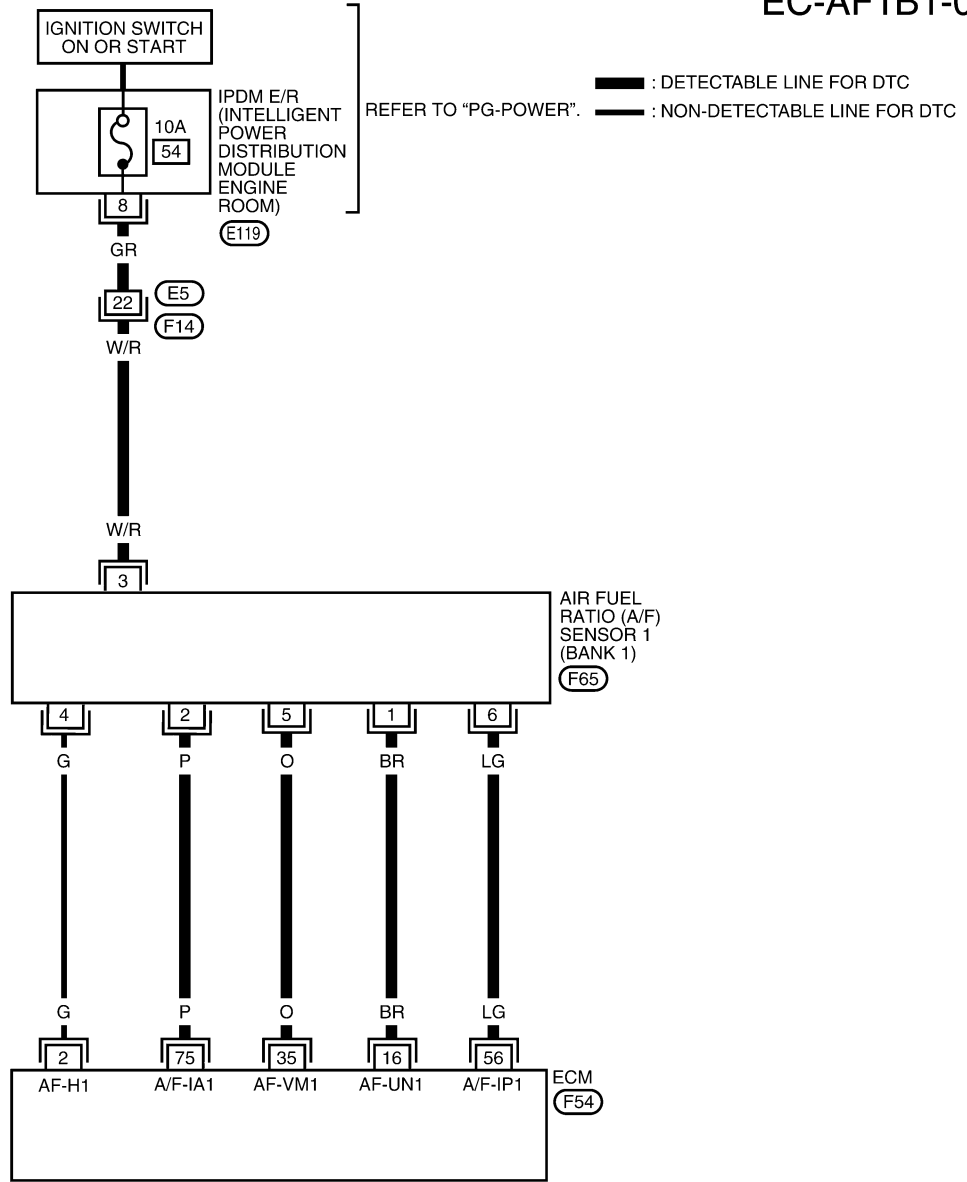 EC-AF1B1-0
IGNITION SWITCH
ON OR START
: DETECTABLE LINE FOR DTC
: NON-DETECTABLE LINE FOR DTC
10A
54
IPDM E/R
(INTELLIGENT
POWER
DISTRIBUTION
MODULE
ENGINE
ROOM)
E119
REFER TO “PG-POWER”.
8
GR
22
E5
F14
W/R
W/R
3
AIR FUEL
RATIO (A/F)
SENSOR 1
(BANK 1)
F65
4 2 5 1 6
G P O BR LG
G P O BR LG
2 75 35 16 56
AF-H1 A/F-IA1 AF-VM1 AF-UN1 A/F-IP1
ECM
F54